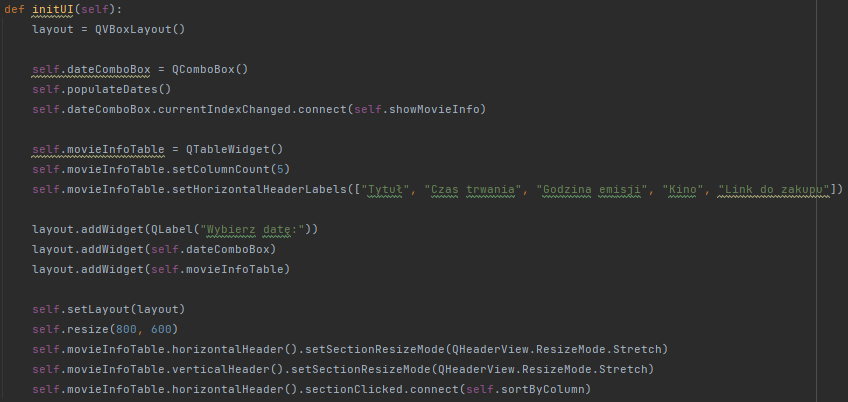 def initUI(self):
    layout = QVBoxLayout()

    self.dateComboBox = QComboBox()
    self.populateDates()
    self.dateComboBox.currentIndexChanged.connect(self.showMovieInfo)

    self.movieInfoTable = QTableWidget()
    self.movieInfoTable.setColumnCount(5)
    self.movieInfoTable.setHorizontalHeaderLabels(["Tytuł", "Czas trwania", "Godzina emisji", "Kino", "Link do zakupu"])

    layout.addWidget(QLabel("Wybierz datę:"))
    layout.addWidget(self.dateComboBox)
    layout.addWidget(self.movieInfoTable)

    self.setLayout(layout)
    self.resize(800, 600)
    self.movieInfoTable.horizontalHeader().setSectionResizeMode(QHeaderView.ResizeMode.Stretch)
    self.movieInfoTable.verticalHeader().setSectionResizeMode(QHeaderView.ResizeMode.Stretch)
    self.movieInfoTable.horizontalHeader().sectionClicked.connect(self.sortByColumn)